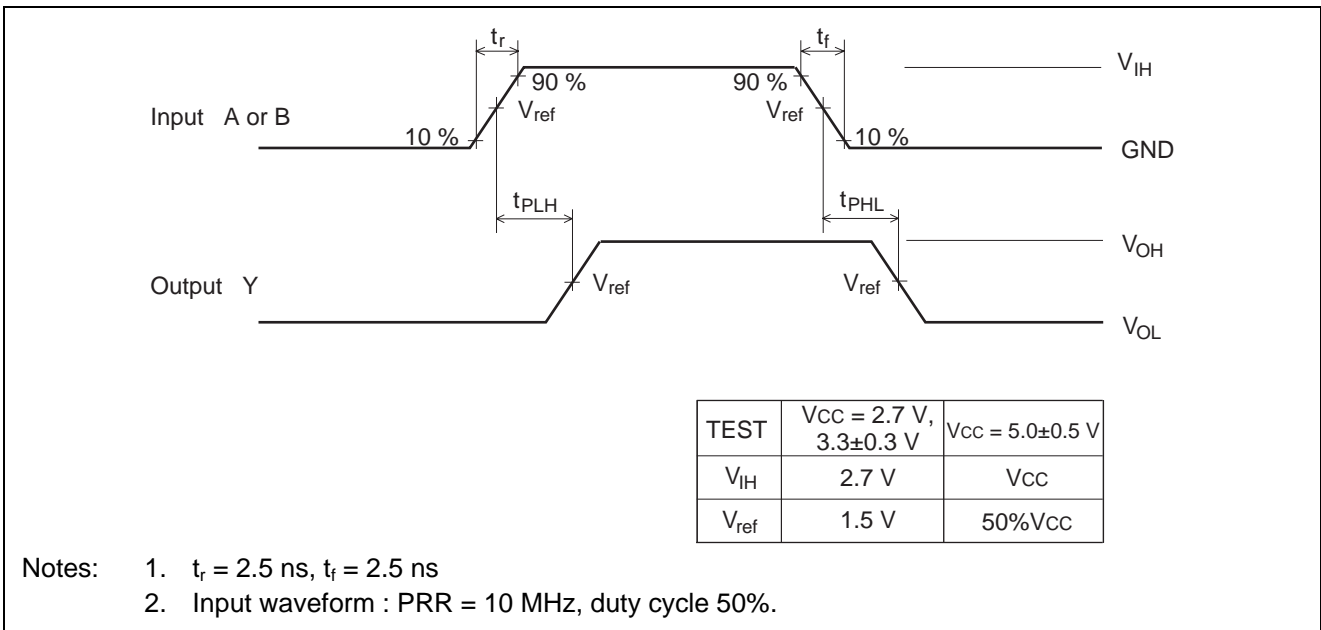 tr
tf
VIH
90 %
90 %
Input A or B
Vref
Vref
10 %
10 %
GND
tPLH
tPHL
VOH
Output Y
Vref
Vref
VOL
TEST
VCC = 2.7 V,
3.3±0.3 V
VCC = 5.0±0.5 V
VIH
2.7 V
VCC
Vref
1.5 V
50%VCC
Notes: 1. tr = 2.5 ns, tf = 2.5 ns
2. Input waveform : PRR = 10 MHz, duty cycle 50%.